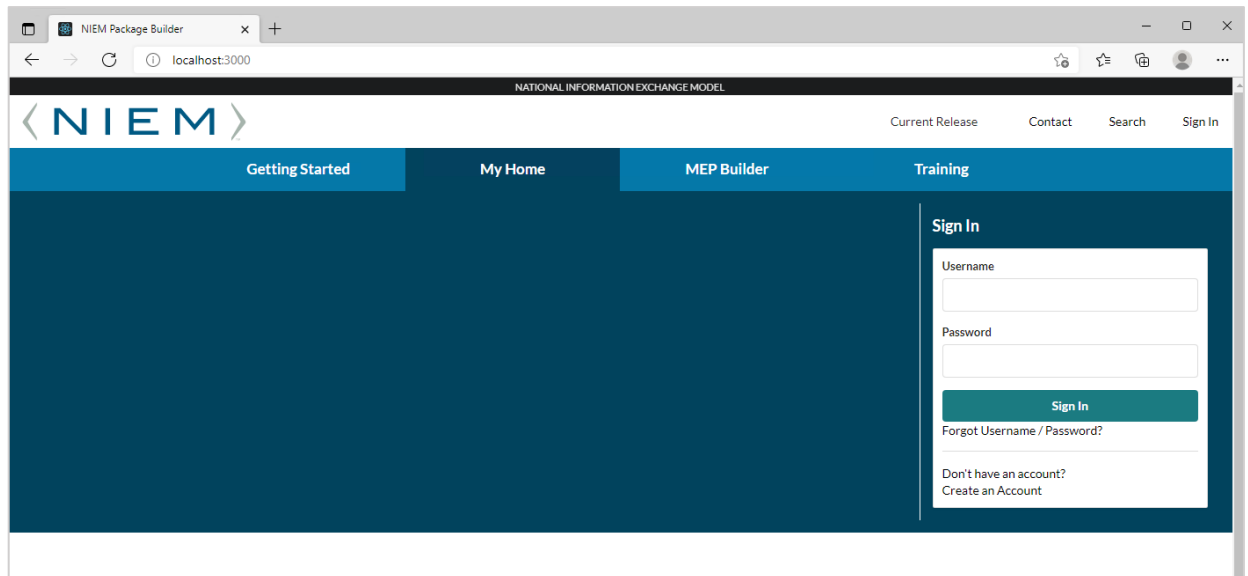 NIEM Package Builder
localhost:3000
NATIONAL INFORMATION EXCHANGE MODEL
NIEM
Current Release Contact Search Sign In
Getting Started My Home MEP Builder Training
Sign In
Username
Password
Sign In
Forgot Username / Password?
Don't have an account?
Create an Account